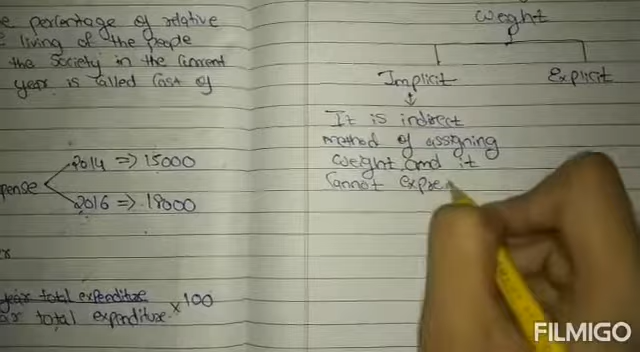 e percentage of relative
living of the people
the society in the current
year is called Cost of
pense
2014 => 15000
2016 => 18000
year total expenditure
ar total expenditure × 100
Weight
Implicit
Explicit
It is indirect
method of assigning
weight and it
cannot expre
FILMIGO